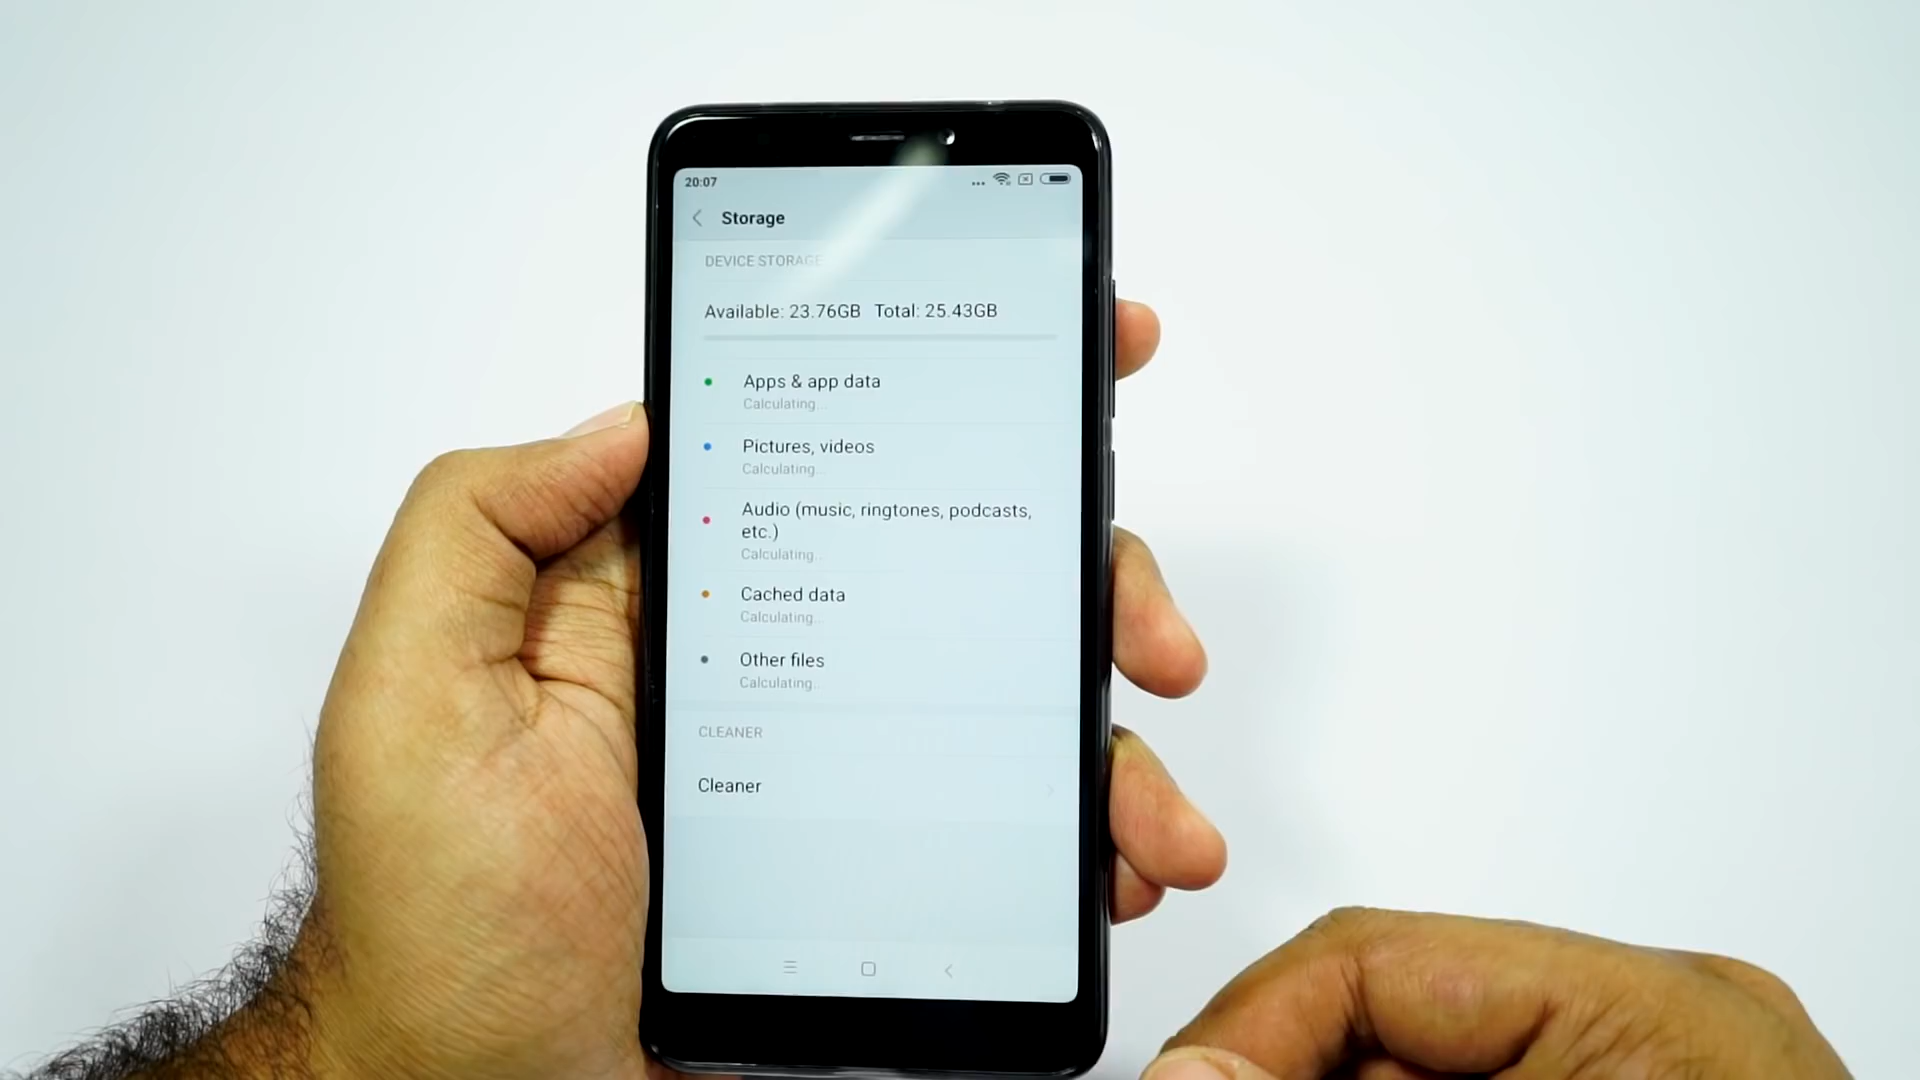 20:07
Storage
DEVICE STORAGE
Available: 23.76GB Total: 25.43GB
Apps & app data
Calculating...
Pictures, videos
Calculating...
Audio (music, ringtones, podcasts,
etc.)
Calculating...
Cached data
Calculating...
Other files
Calculating...
CLEANER
Cleaner